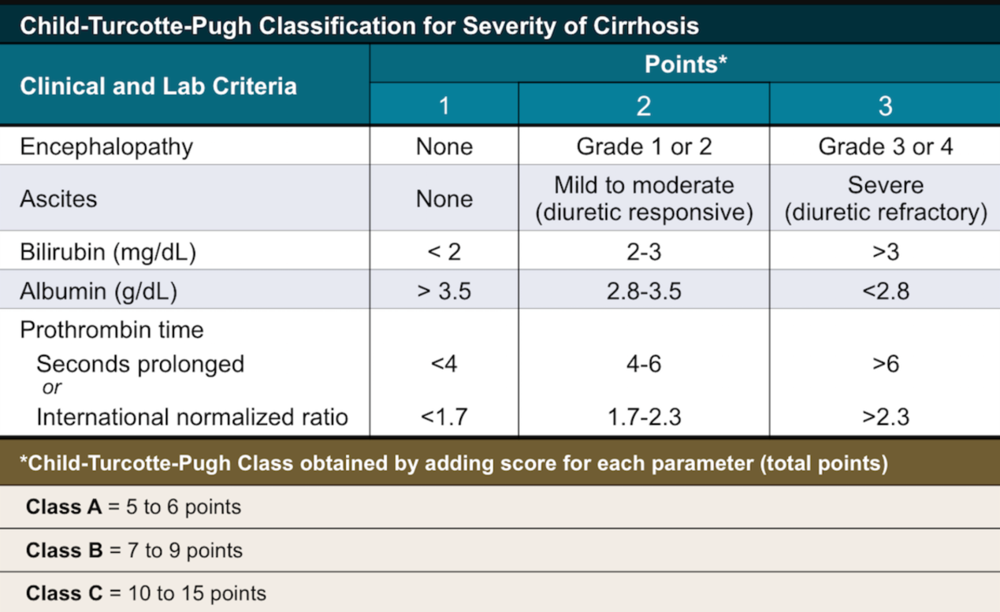 Child-Turcotte-Pugh Classification for Severity of Cirrhosis
Clinical and Lab Criteria
Points*
1 2 3
Encephalopathy None Grade 1 or 2 Grade 3 or 4
Ascites None Mild to moderate (diuretic responsive) Severe (diuretic refractory)
Bilirubin (mg/dL) < 2 2-3 >3
Albumin (g/dL) > 3.5 2.8-3.5 <2.8
Prothrombin time
Seconds prolonged <4 4-6 >6
or
International normalized ratio <1.7 1.7-2.3 >2.3
*Child-Turcotte-Pugh Class obtained by adding score for each parameter (total points)
Class A = 5 to 6 points
Class B = 7 to 9 points
Class C = 10 to 15 points